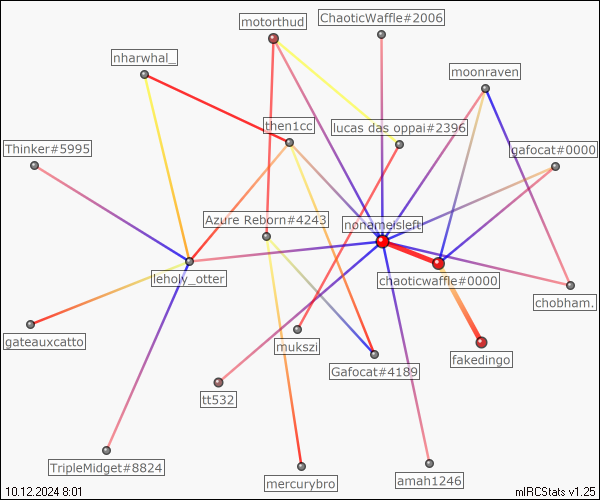 motorthud
ChaoticWaffle#2006
nharwhal_
moonraven
then1cc
lucas das oppai#2396
Thinker#5995
gafocat#0000
Azure Reborn#4243
nonameisleft
leholy_otter
chaoticwaffle#0000
chobham.
gateauxcatto
mukszi
fakedingo
Gafocat#4189
tt532
TripleMidget#8824
mercurybro
amah1246
10.12.2024 8:01
mIRCStats v1.25